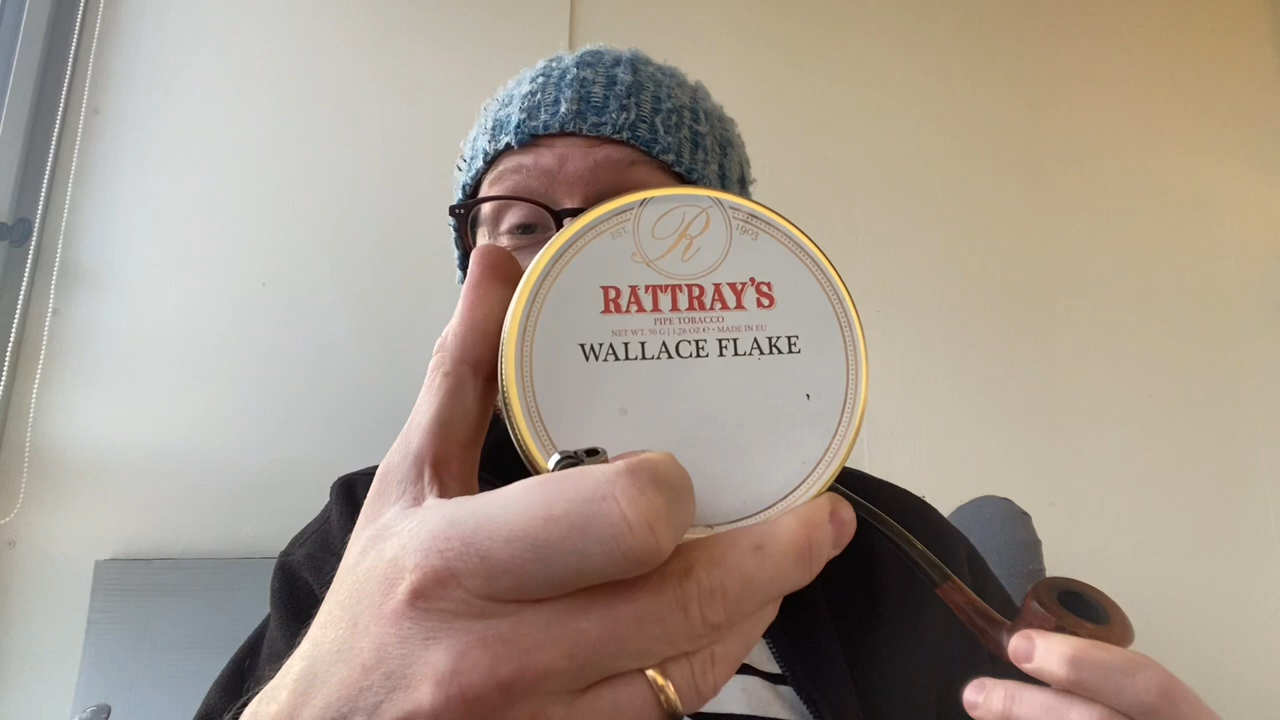 R
EST. 1903
RATTRAY'S
PIPE TOBACCO
NET WT. 50 G | 1,76 OZ ℮ • MADE IN EU
WALLACE FLAKE